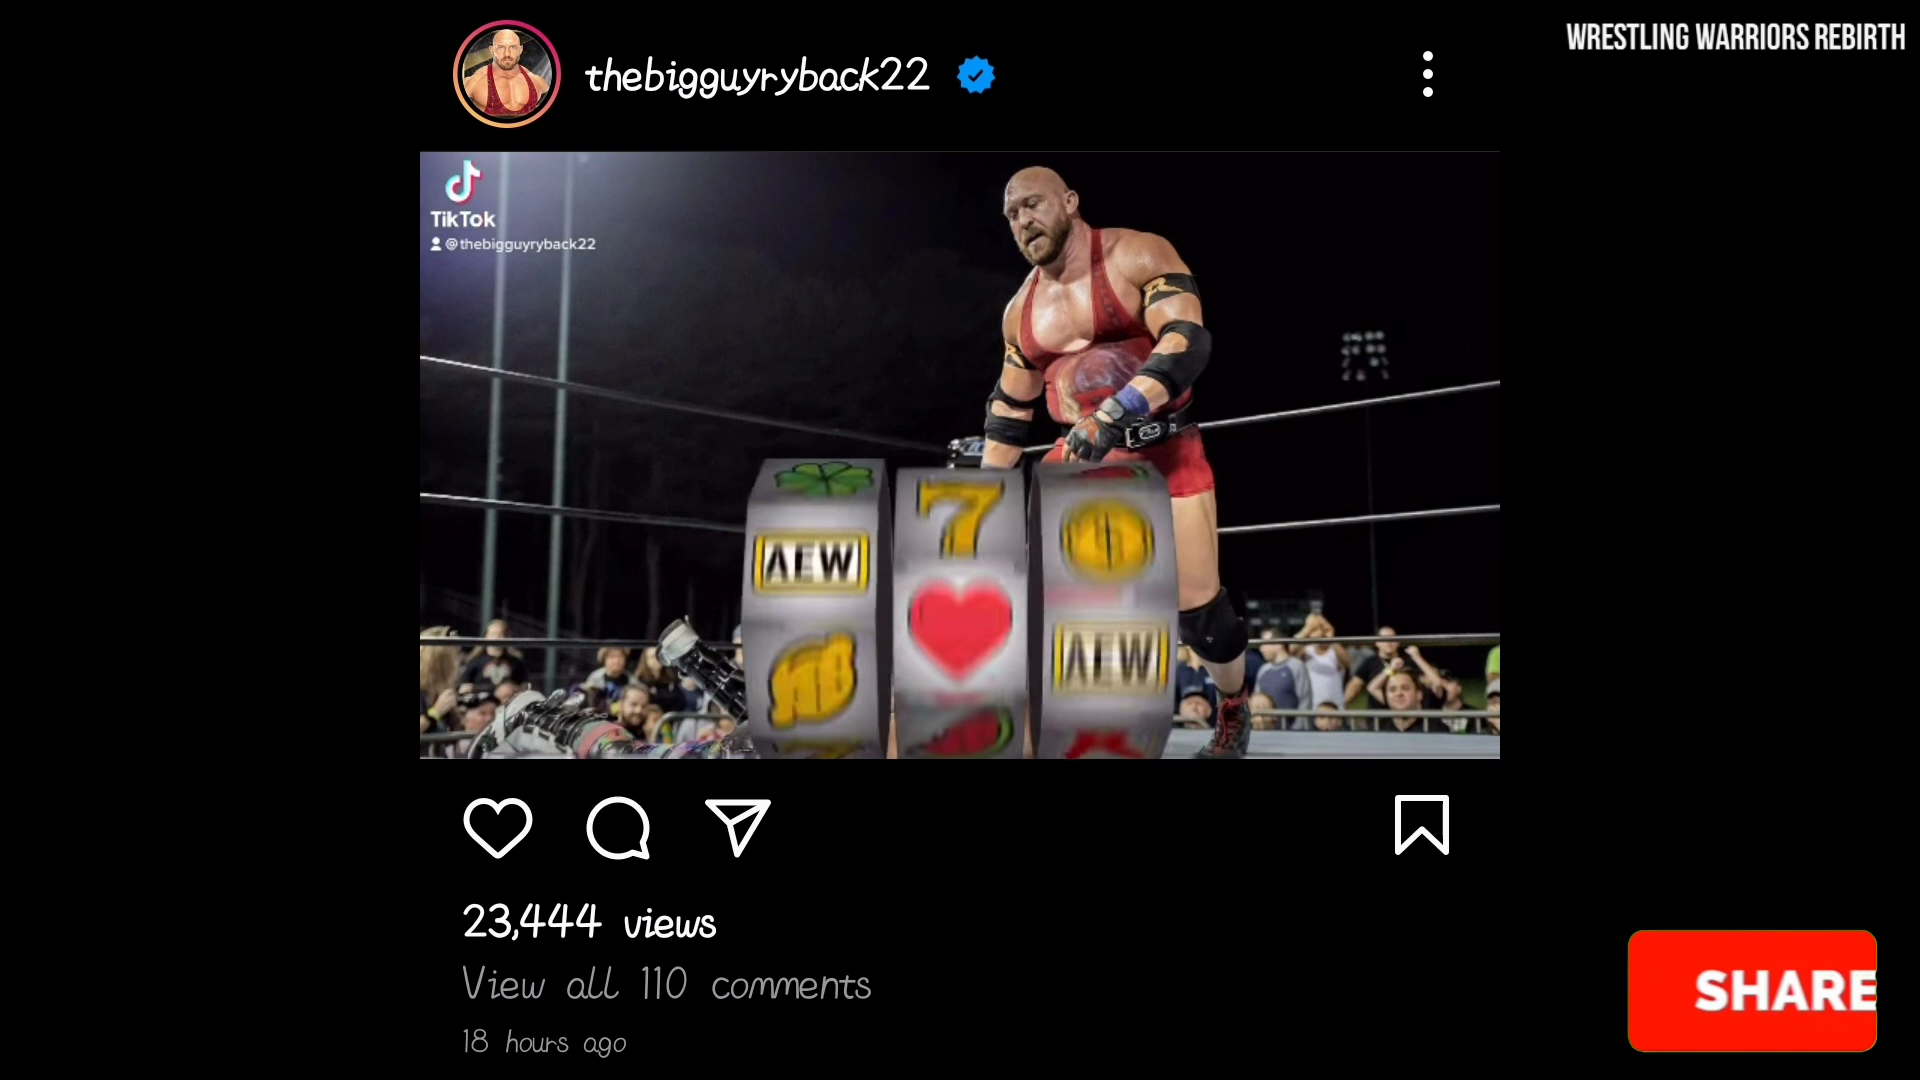 WRESTLING WARRIORS REBIRTH
thebigguyryback22
TikTok
@thebigguyryback22
7
AEW
AEW
23,444 views
View all 110 comments
18 hours ago
SHARE